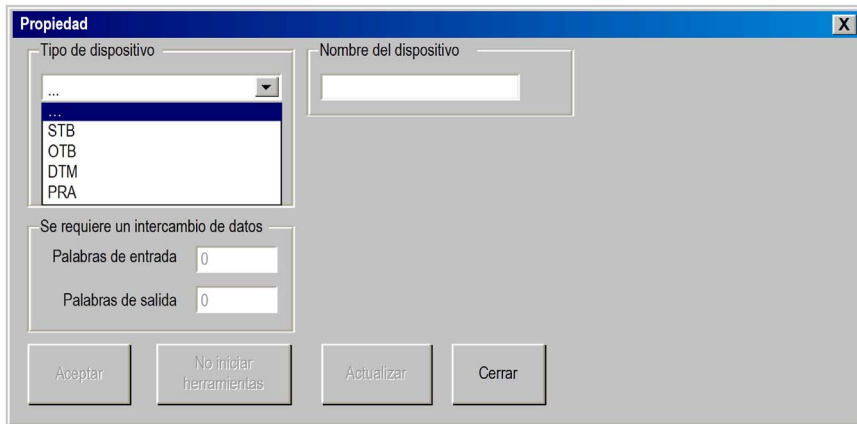 Propiedad
X
Tipo de dispositivo
...
...
STB
OTB
DTM
PRA
Nombre del dispositivo
Se requiere un intercambio de datos
Palabras de entrada 0
Palabras de salida 0
Aceptar
No iniciar
herramientas
Actualizar
Cerrar